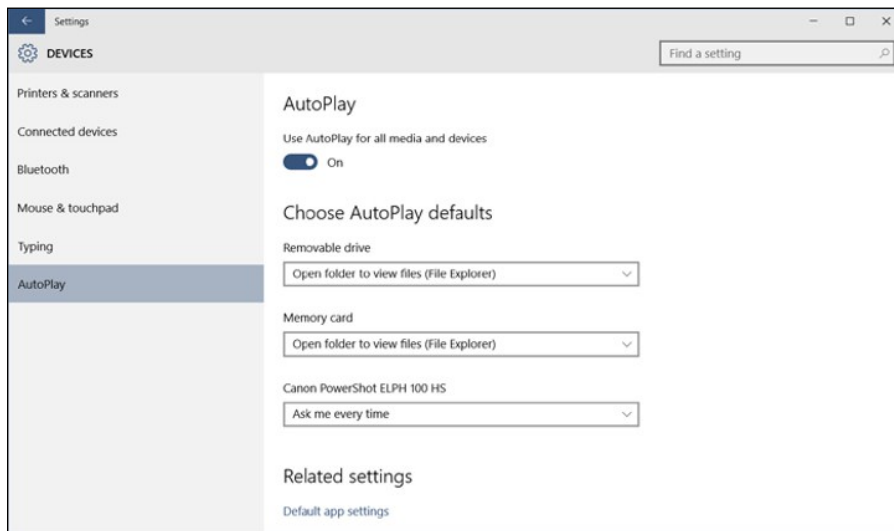 Settings
DEVICES
Find a setting
Printers & scanners
Connected devices
Bluetooth
Mouse & touchpad
Typing
AutoPlay
AutoPlay
Use AutoPlay for all media and devices
On
Choose AutoPlay defaults
Removable drive
Open folder to view files (File Explorer)
Memory card
Open folder to view files (File Explorer)
Canon PowerShot ELPH 100 HS
Ask me every time
Related settings
Default app settings